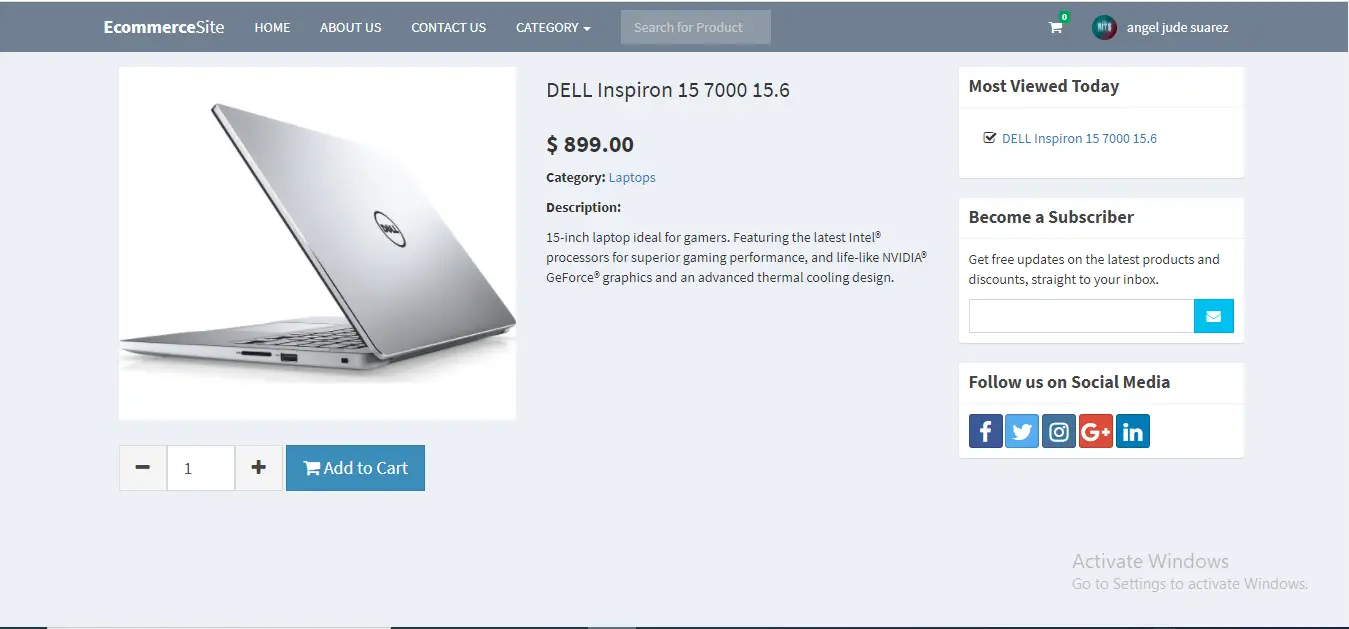 EcommerceSite HOME ABOUT US CONTACT US CATEGORY Search for Product 0 angel jude suarez
DELL
DELL Inspiron 15 7000 15.6
$ 899.00
Category: Laptops
Description:
15-inch laptop ideal for gamers. Featuring the latest Intel®
processors for superior gaming performance, and life-like NVIDIA®
GeForce® graphics and an advanced thermal cooling design.
1
Add to Cart
Most Viewed Today
DELL Inspiron 15 7000 15.6
Become a Subscriber
Get free updates on the latest products and
discounts, straight to your inbox.
Follow us on Social Media
f G+ in
Activate Windows
Go to Settings to activate Windows.